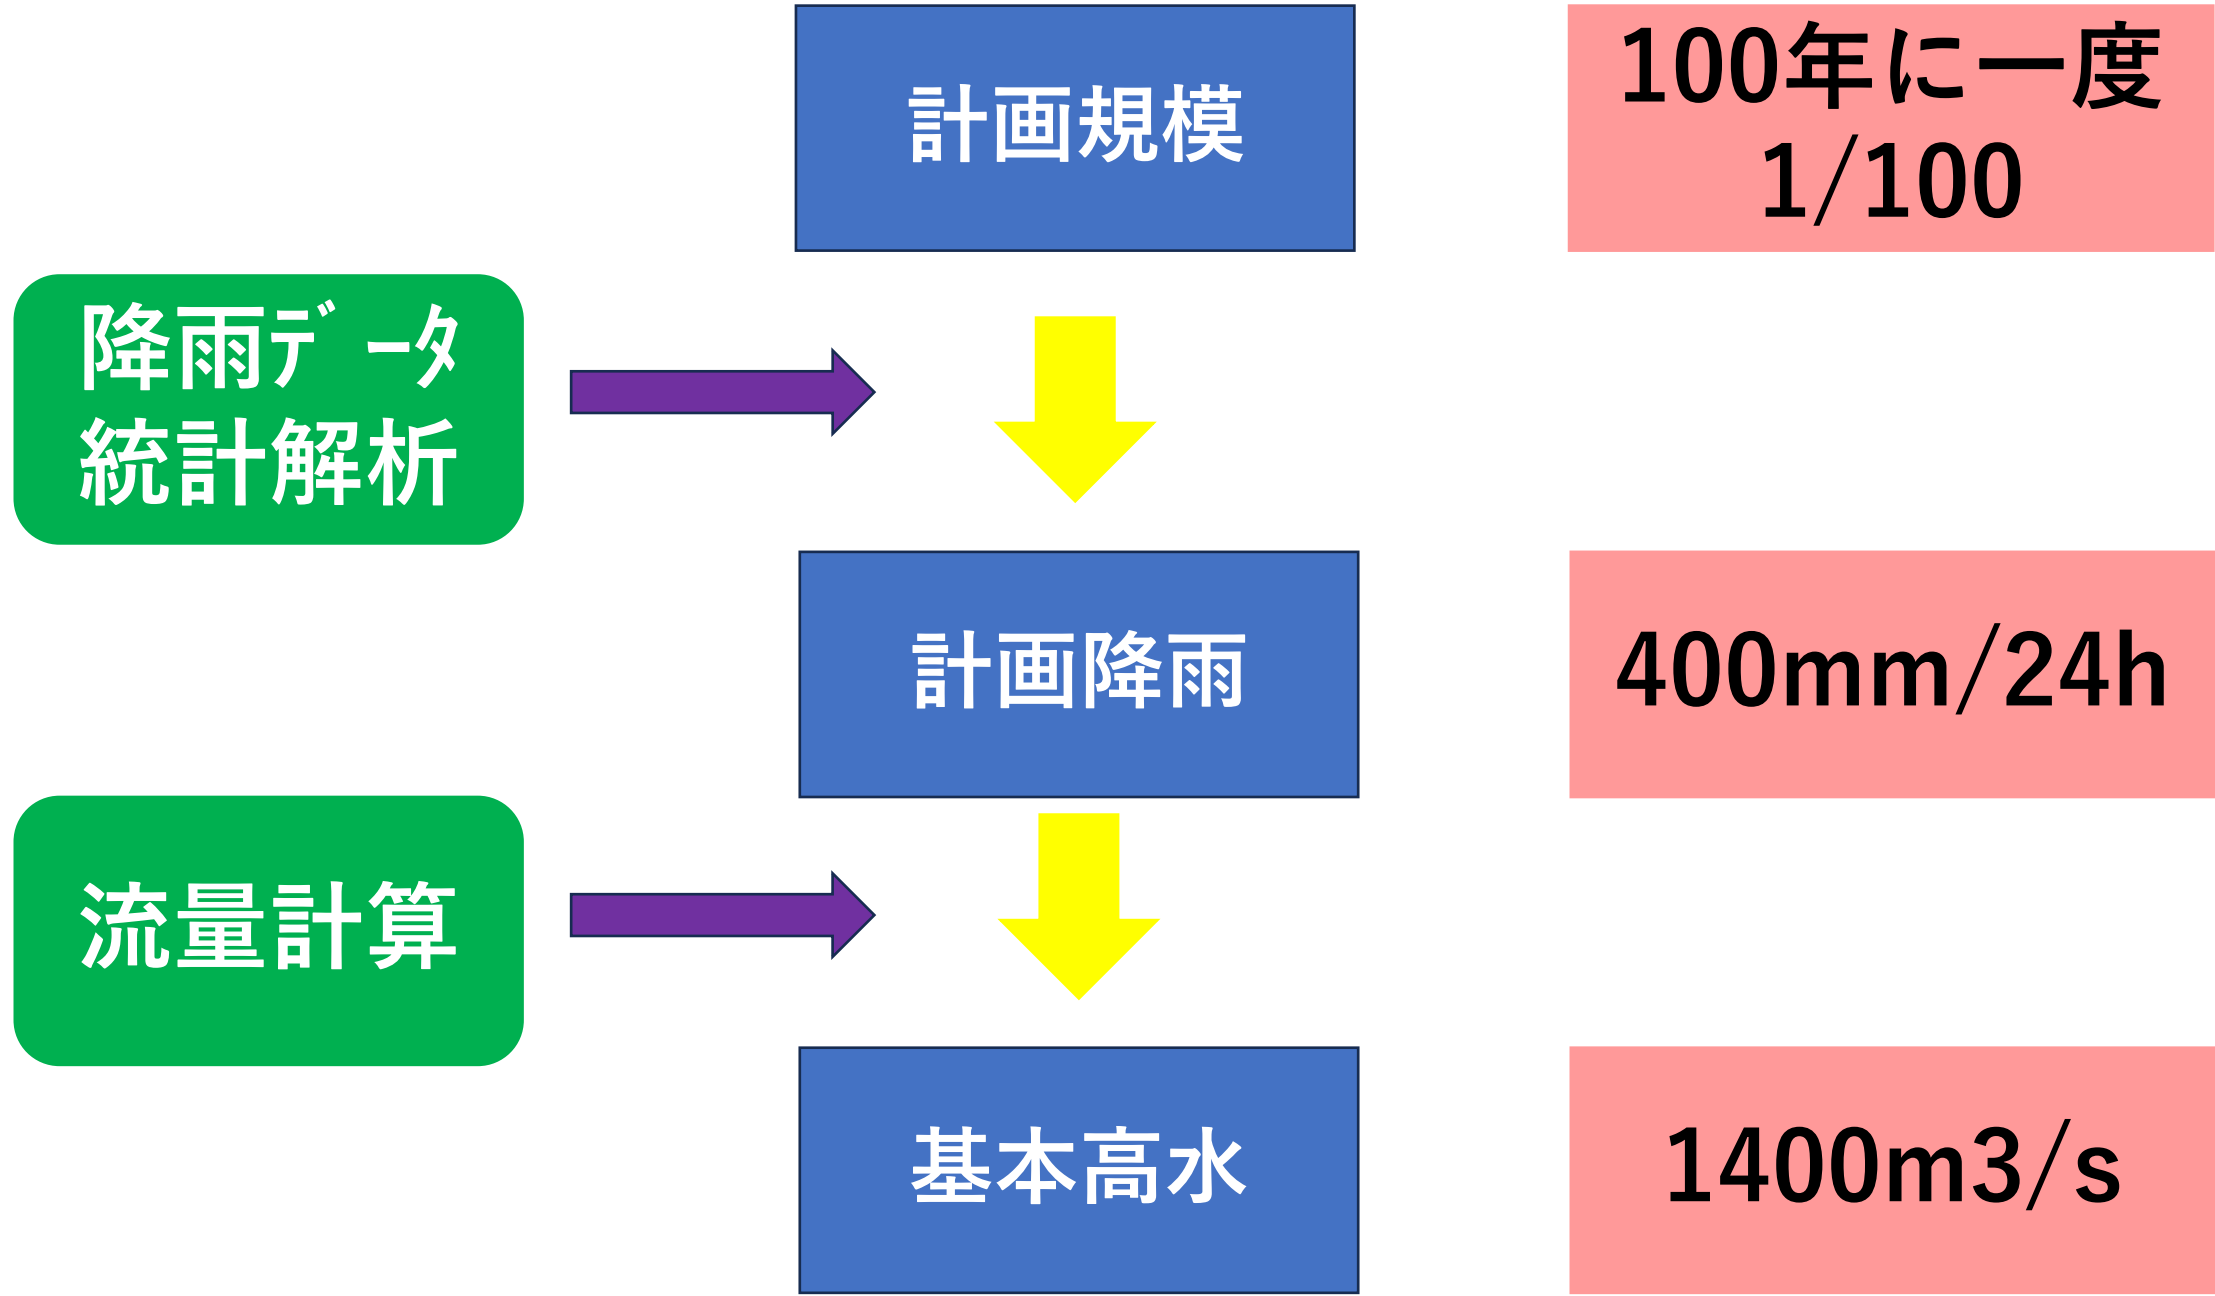 計画規模
100年に一度
1/100
降雨ﾃﾞｰﾀ
統計解析
計画降雨
400mm/24h
流量計算
基本高水
1400m3/s